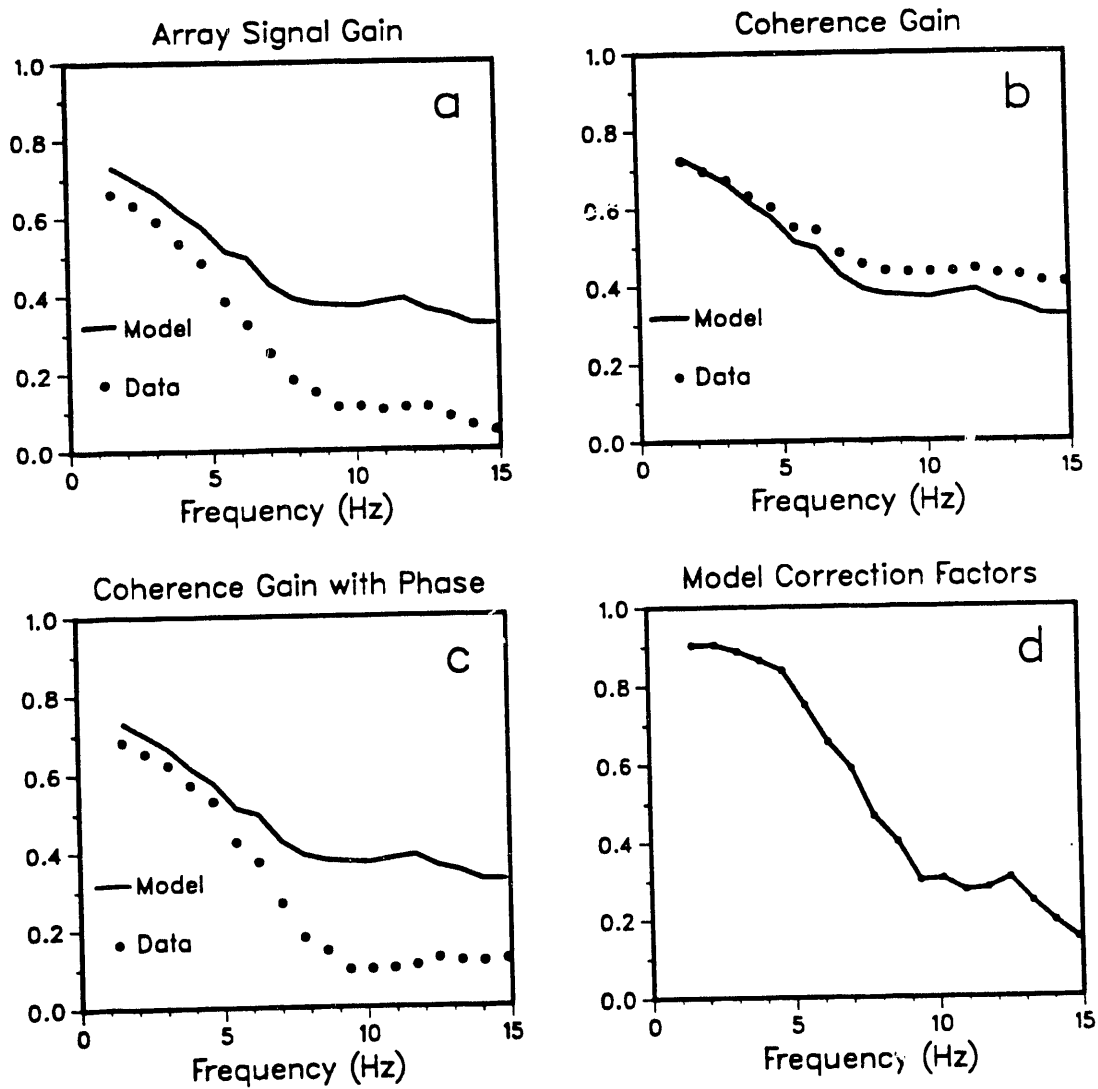 Array Signal Gain
a
1.0
0.8
0.6
0.4
0.2
0.0
Model
Data
0 5 10 15
Frequency (Hz)
Coherence Gain
b
1.0
0.8
0.6
0.4
0.2
0.0
Model
Data
0 5 10 15
Frequency (Hz)
Coherence Gain with Phase
c
1.0
0.8
0.6
0.4
0.2
0.0
Model
Data
0 5 10 15
Frequency (Hz)
Model Correction Factors
d
1.0
0.8
0.6
0.4
0.2
0.0
0 5 10 15
Frequency (Hz)